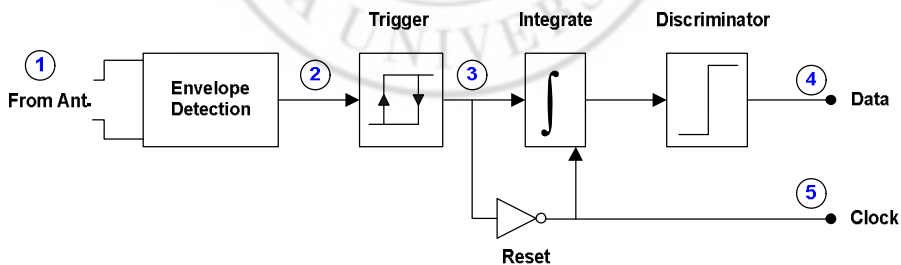 Trigger
Integrate
Discriminator
1
2
3
4
5
From Ant.
Envelope
Detection
Data
Clock
Reset